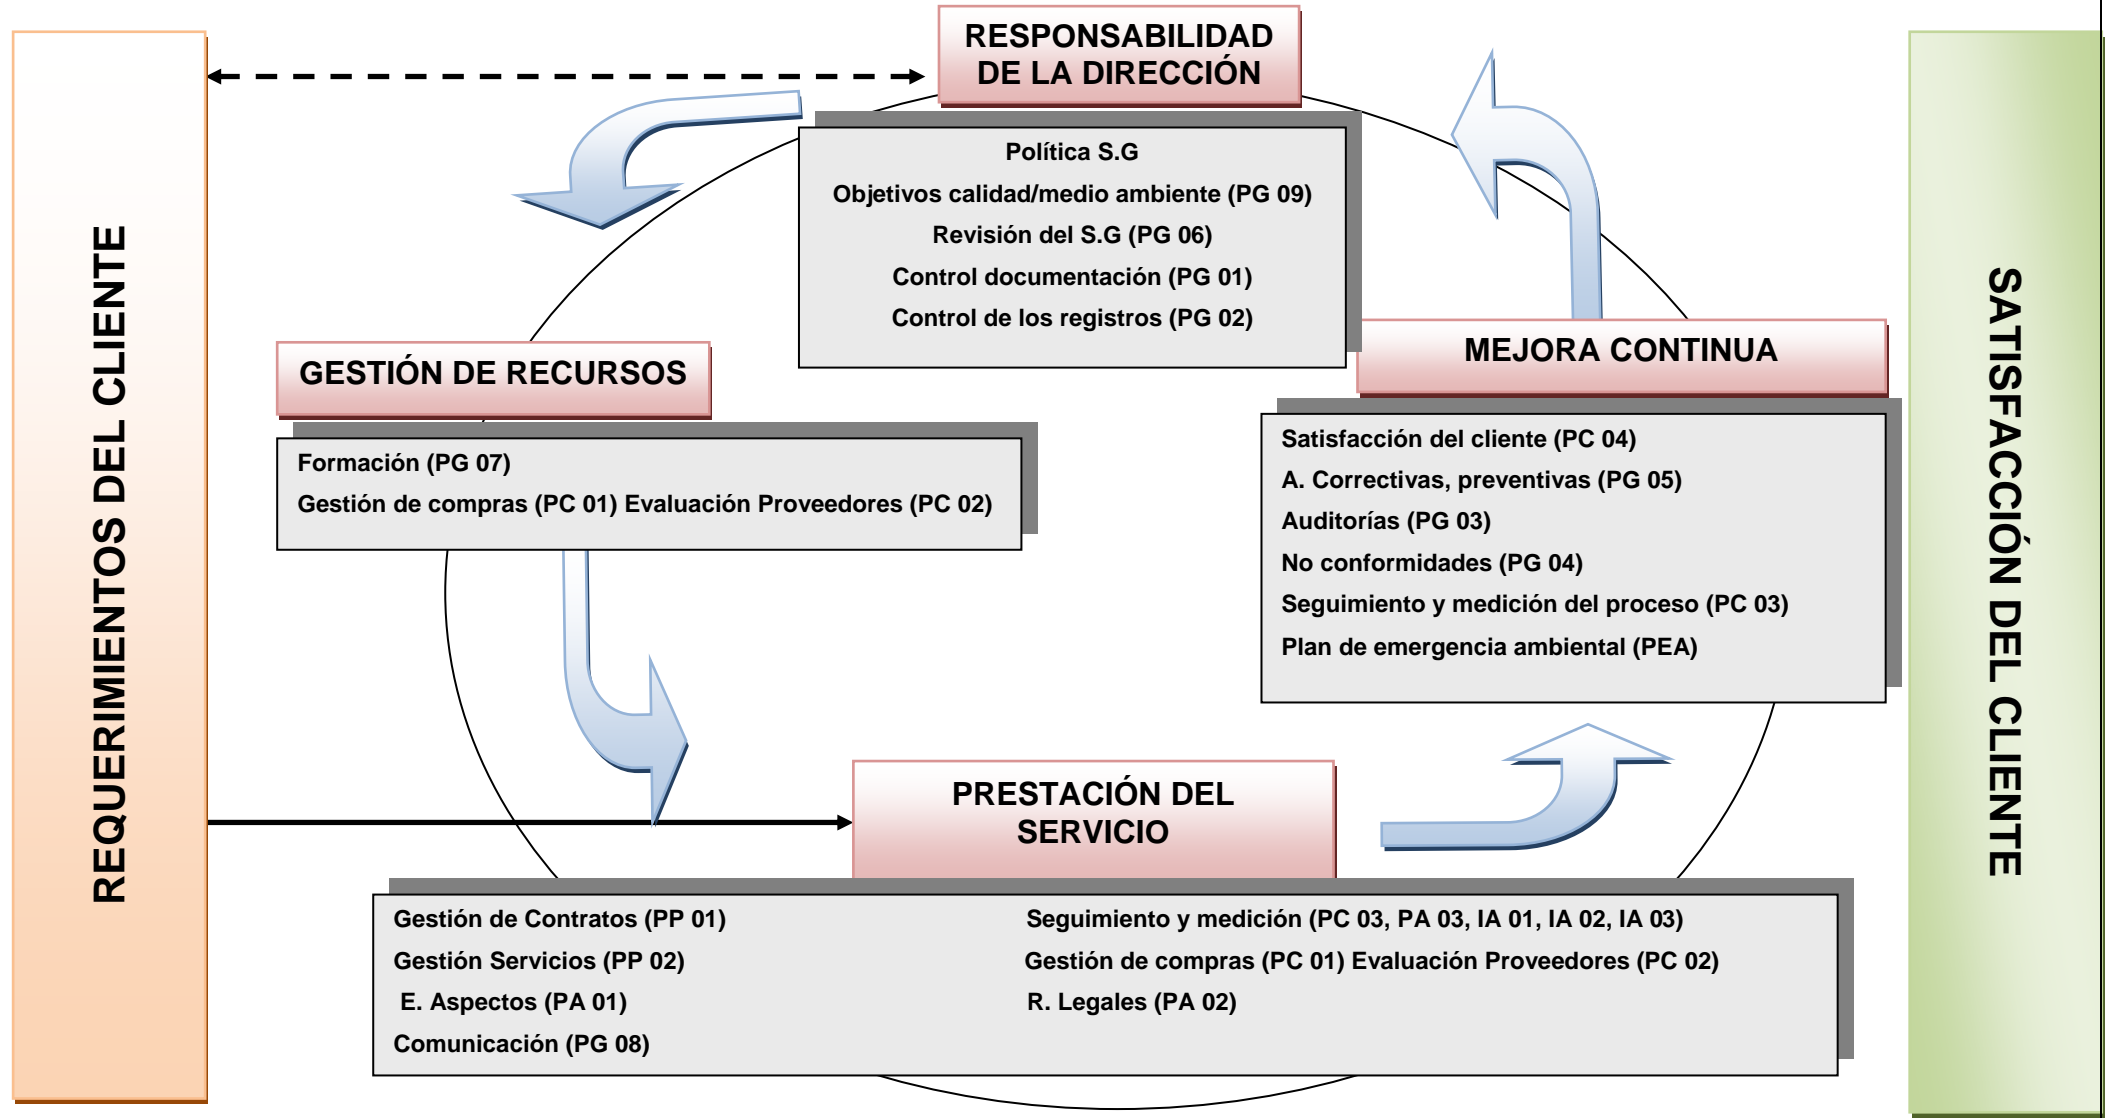 REQUERIMIENTOS DEL CLIENTE
RESPONSABILIDAD
DE LA DIRECCIÓN
Política S.G
Objetivos calidad/medio ambiente (PG 09)
Revisión del S.G (PG 06)
Control documentación (PG 01)
Control de los registros (PG 02)
GESTIÓN DE RECURSOS
Formación (PG 07)
Gestión de compras (PC 01) Evaluación Proveedores (PC 02)
MEJORA CONTINUA
Satisfacción del cliente (PC 04)
A. Correctivas, preventivas (PG 05)
Auditorías (PG 03)
No conformidades (PG 04)
Seguimiento y medición del proceso (PC 03)
Plan de emergencia ambiental (PEA)
PRESTACIÓN DEL
SERVICIO
Gestión de Contratos (PP 01)
Gestión Servicios (PP 02)
E. Aspectos (PA 01)
Comunicación (PG 08)
Seguimiento y medición (PC 03, PA 03, IA 01, IA 02, IA 03)
Gestión de compras (PC 01) Evaluación Proveedores (PC 02)
R. Legales (PA 02)
SATISFACCIÓN DEL CLIENTE